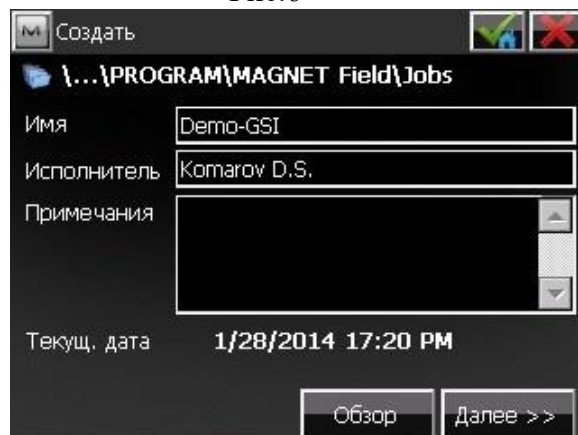 Создать
\...\PROGRAM\MAGNET Field\Jobs
Имя Demo-GSI
Исполнитель Komarov D.S.
Примечания
Текущ. дата 1/28/2014 17:20 PM
Обзор Далее >>